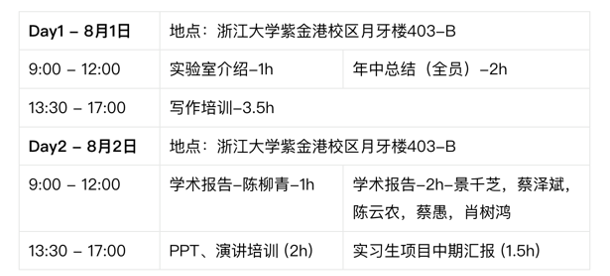 Day1 – 8月1日
地点：浙江大学紫金港校区月牙楼403–B
9:00 – 12:00
实验室介绍–1h
年中总结（全员）–2h
13:30 – 17:00
写作培训–3.5h
Day2 – 8月2日
地点：浙江大学紫金港校区月牙楼403–B
9:00 – 12:00
学术报告–陈柳青–1h
学术报告–2h–景千芝，蔡泽斌，
陈云农，蔡愚，肖树鸿
13:30 – 17:00
PPT、演讲培训 (2h)
实习生项目中期汇报 (1.5h)